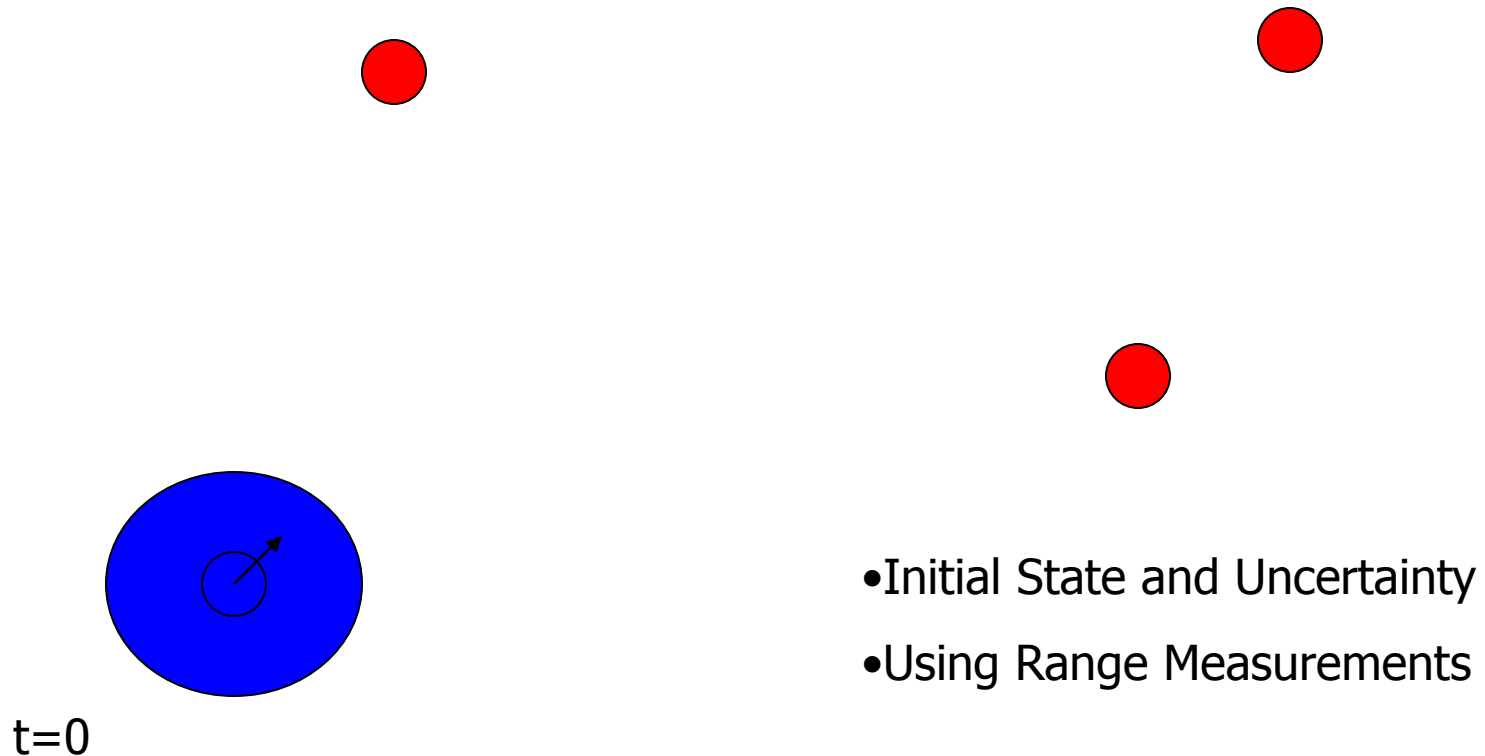 •Initial State and Uncertainty
•Using Range Measurements
t=0